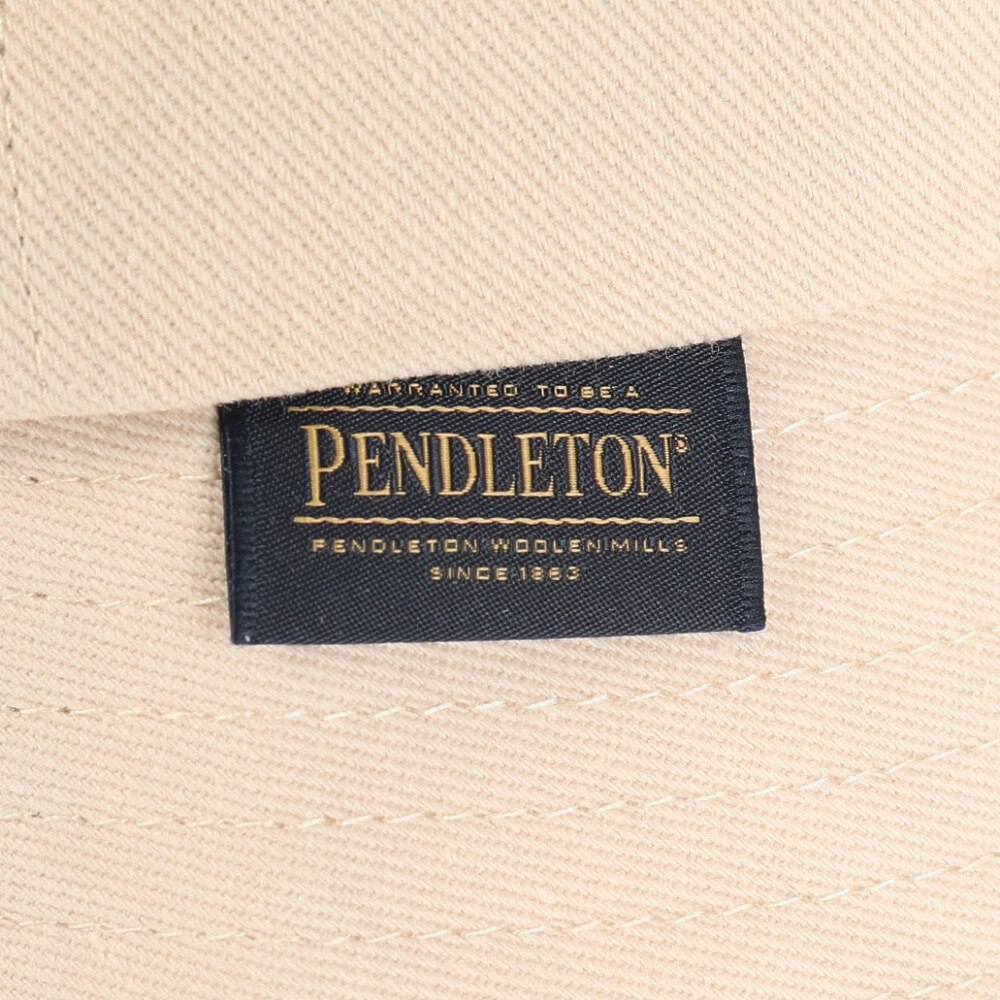 WARRANTED TO BE A
PENDLETON®
PENDLETON WOOLEN MILLS
SINCE 1863